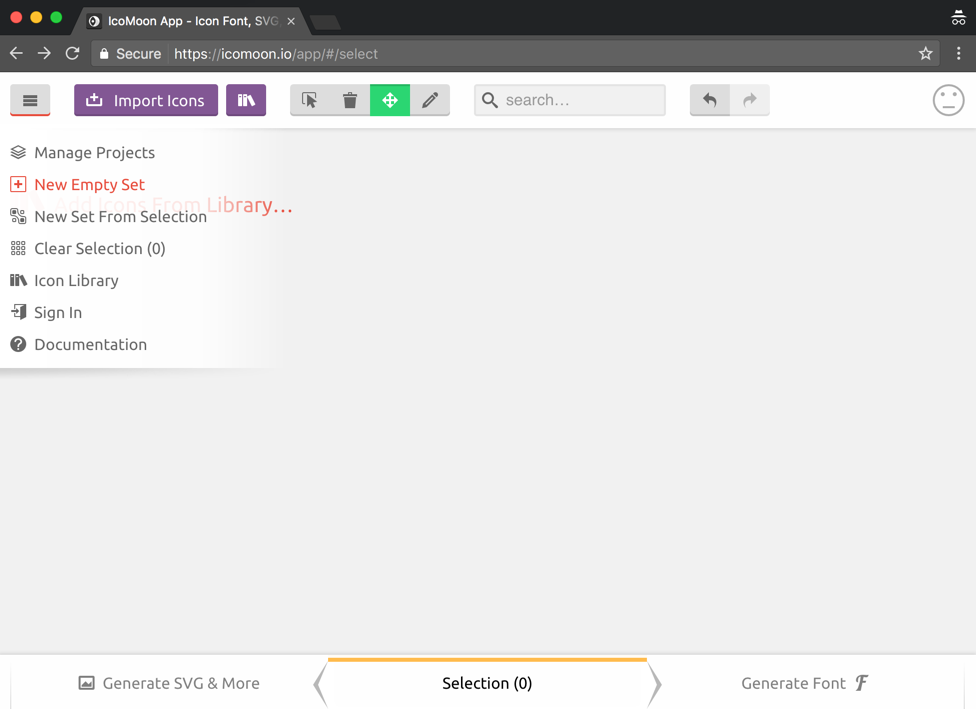 IcoMoon App - Icon Font, SVG,
Secure https://icomoon.io/app/#/select
Import Icons
search...
Manage Projects
New Empty Set
Add Icons From Library...
New Set From Selection
Clear Selection (0)
Icon Library
Sign In
Documentation
Generate SVG & More
Selection (0)
Generate Font